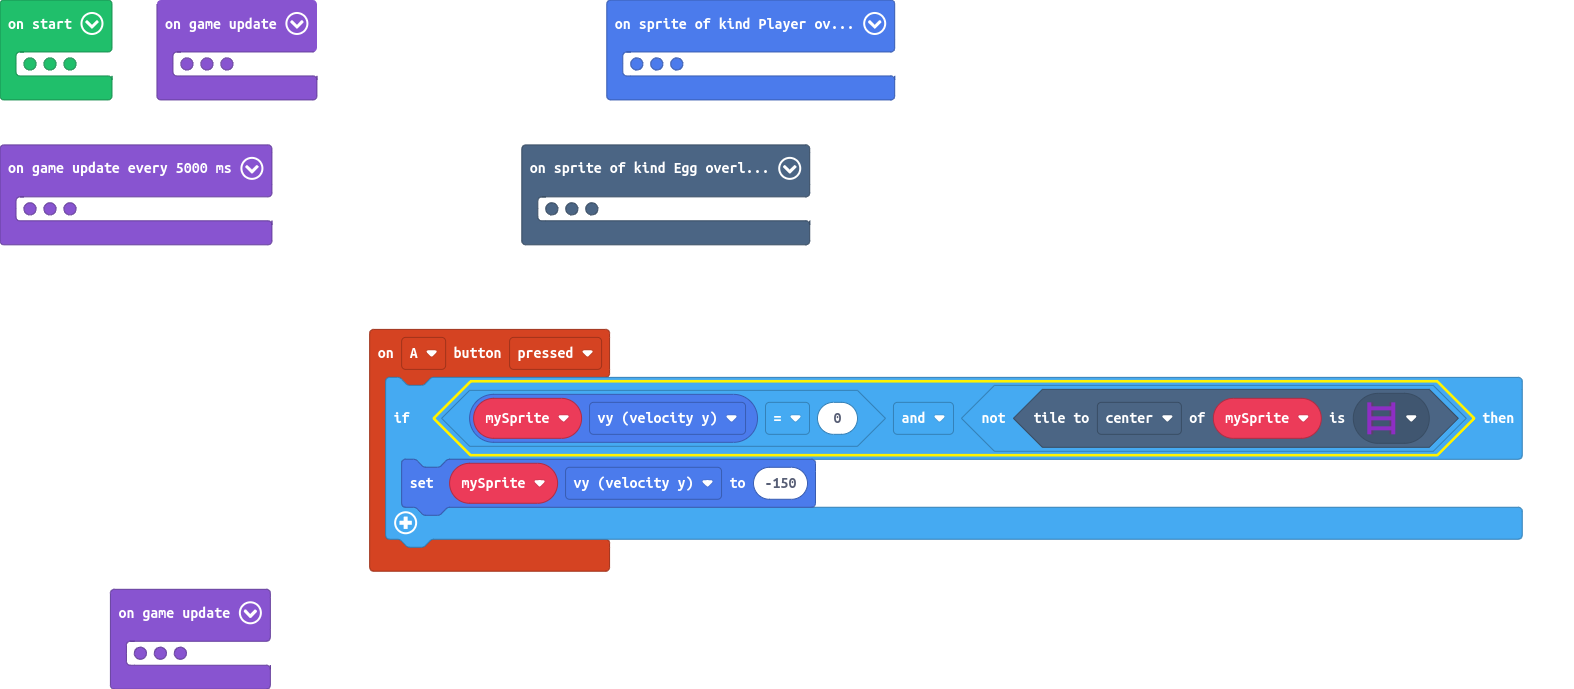 on start
on game update
on sprite of kind Player ov...
on game update every 5000 ms
on sprite of kind Egg overl...
on A button pressed
if mySprite vy (velocity y) = 0 and not tile to center of mySprite is then
set mySprite vy (velocity y) to -150
on game update